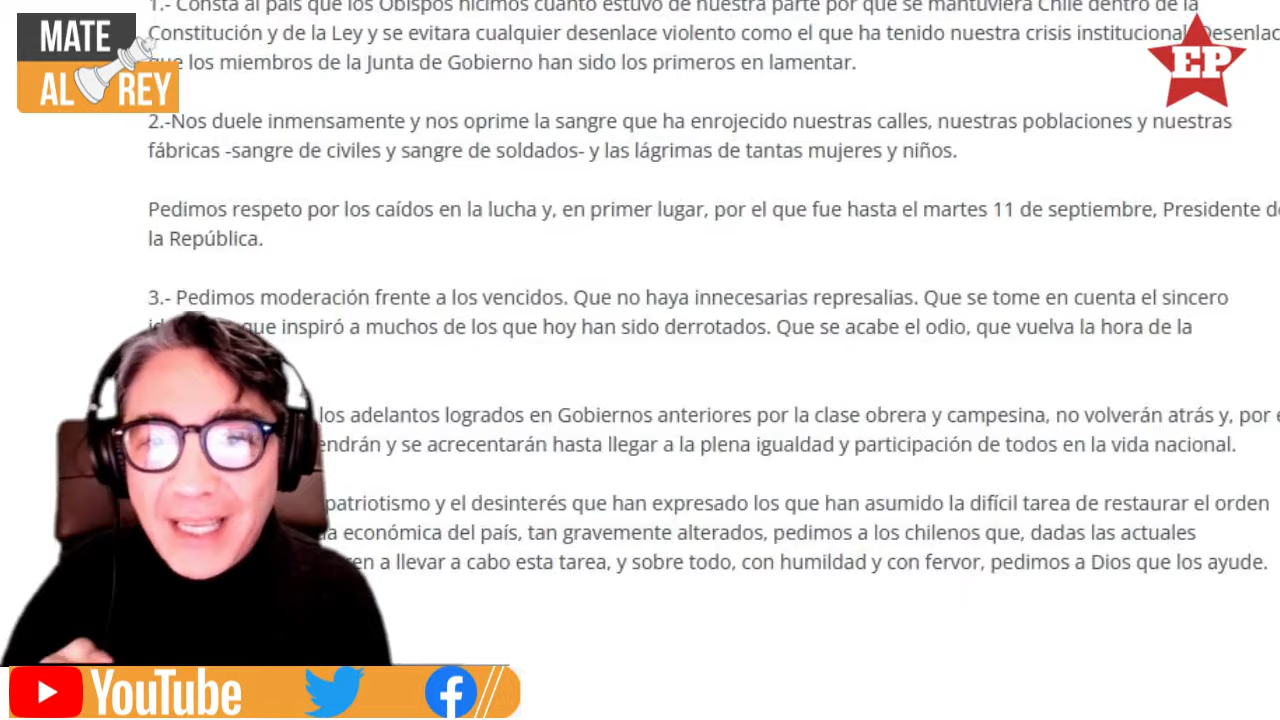 1.- Consta al país que los Obispos hicimos cuanto estuvo de nuestra parte por que se mantuviera Chile dentro de la
MATE
AL REY
Constitución y de la Ley y se evitara cualquier desenlace violento como el que ha tenido nuestra crisis institucional
que los miembros de la Junta de Gobierno han sido los primeros en lamentar.
EP
2.-Nos duele inmensamente y nos oprime la sangre que ha enrojecido nuestras calles, nuestras poblaciones y nuestras
fábricas -sangre de civiles y sangre de soldados- y las lágrimas de tantas mujeres y niños.
Pedimos respeto por los caídos en la lucha y, en primer lugar, por el que fue hasta el martes 11 de septiembre, Presidente
la República.
3.- Pedimos moderación frente a los vencidos. Que no haya innecesarias represalias. Que se tome en cuenta el sincero
que inspiró a muchos de los que hoy han sido derrotados. Que se acabe el odio, que vuelva la hora de la
los adelantos logrados en Gobiernos anteriores por la clase obrera y campesina, no volverán atrás y, por
y se acrecentarán hasta llegar a la plena igualdad y participación de todos en la vida nacional.
patriotismo y el desinterés que han expresado los que han asumido la difícil tarea de restaurar el orden
económica del país, tan gravemente alterados, pedimos a los chilenos que, dadas las actuales
a llevar a cabo esta tarea, y sobre todo, con humildad y con fervor, pedimos a Dios que los ayude.
YouTube